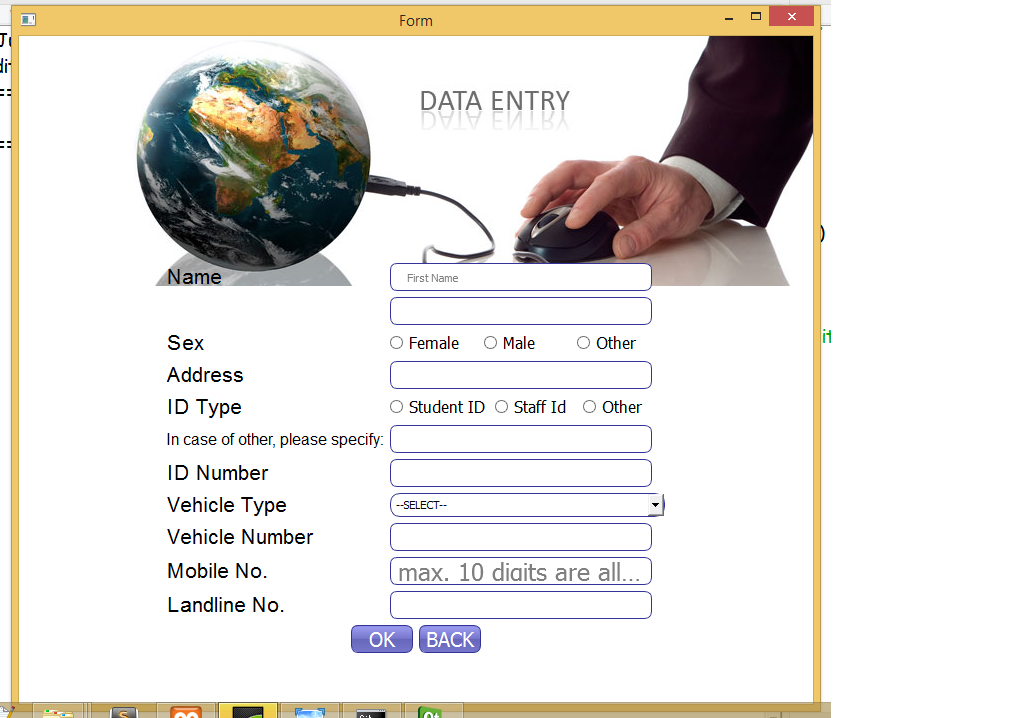 Form
DATA ENTRY
Name First Name
Sex Female Male Other
Address
ID Type Student ID Staff Id Other
In case of other, please specify:
ID Number
Vehicle Type --SELECT--
Vehicle Number
Mobile No. max. 10 digits are all...
Landline No.
OK BACK